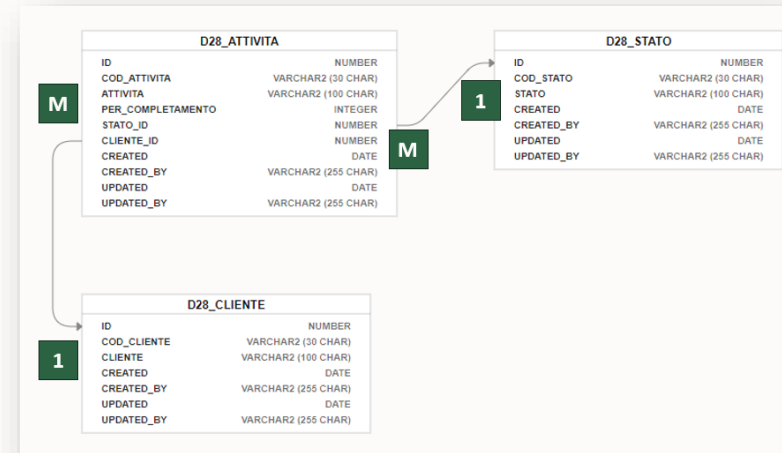 D28_ATTIVITA
ID NUMBER
COD_ATTIVITA VARCHAR2 (30 CHAR)
ATTIVITA VARCHAR2 (100 CHAR)
PER_COMPLETAMENTO INTEGER
STATO_ID NUMBER
CLIENTE_ID NUMBER
CREATED DATE
CREATED_BY VARCHAR2 (255 CHAR)
UPDATED DATE
UPDATED_BY VARCHAR2 (255 CHAR)
M
M
D28_STATO
ID NUMBER
COD_STATO VARCHAR2 (30 CHAR)
STATO VARCHAR2 (100 CHAR)
CREATED DATE
CREATED_BY VARCHAR2 (255 CHAR)
UPDATED DATE
UPDATED_BY VARCHAR2 (255 CHAR)
1
D28_CLIENTE
ID NUMBER
COD_CLIENTE VARCHAR2 (30 CHAR)
CLIENTE VARCHAR2 (100 CHAR)
CREATED DATE
CREATED_BY VARCHAR2 (255 CHAR)
UPDATED DATE
UPDATED_BY VARCHAR2 (255 CHAR)
1